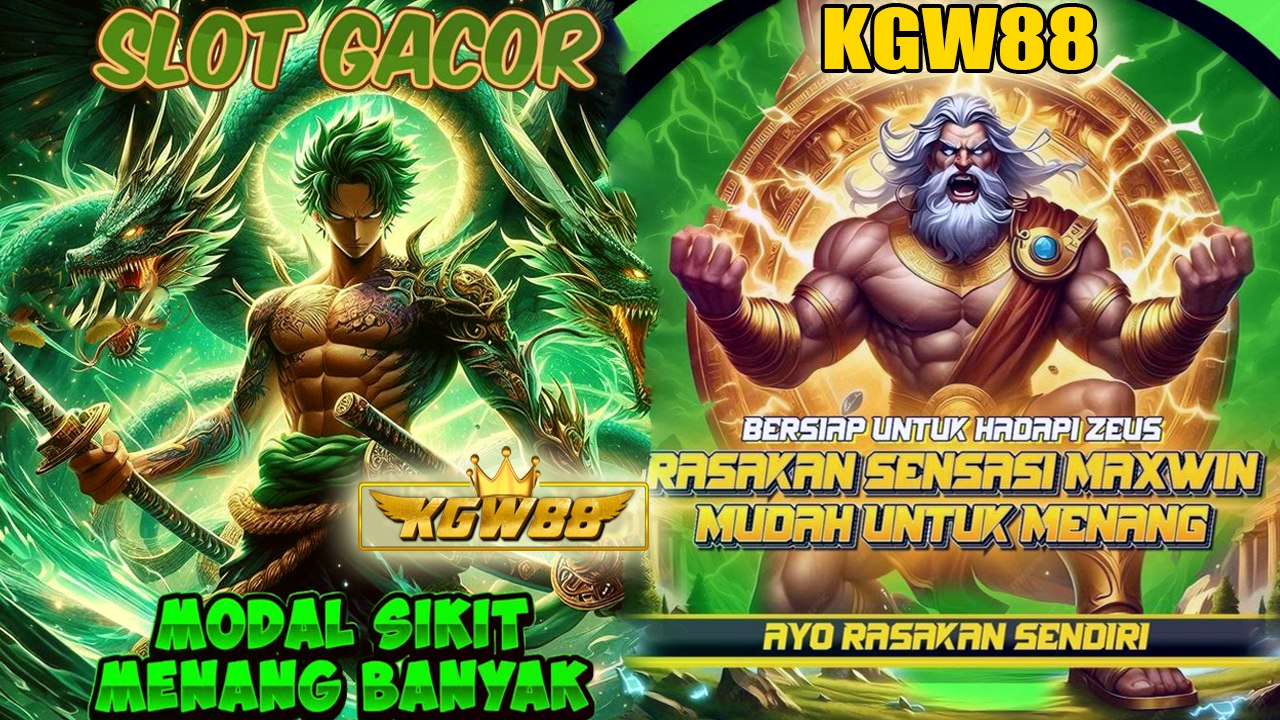 SLOT GACOR
KGW88
MODAL SIKIT
MENANG BANYAK
KGW88
BERSIAP UNTUK HADAPI ZEUS
RASAKAN SENSASI MAXWIN
MUDAH UNTUK MENANG
AYO RASAKAN SENDIRI